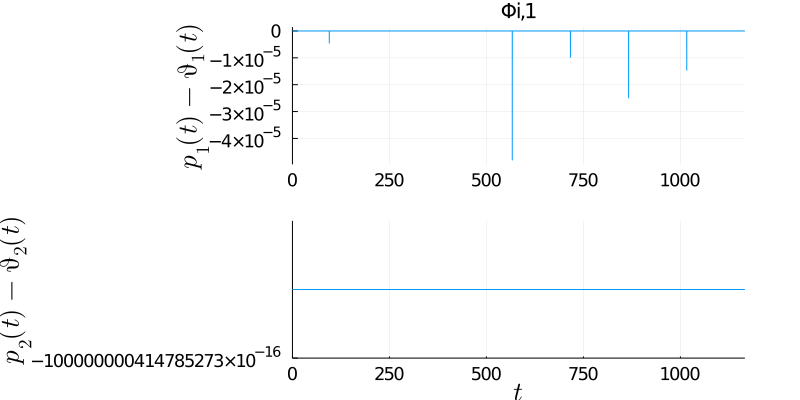 Φi,1
p₁(t) − ϑ₁(t)
0
−1×10⁻⁵
−2×10⁻⁵
−3×10⁻⁵
−4×10⁻⁵
0 250 500 750 1000
p₂(t) − ϑ₂(t)
−100000000414785273×10⁻¹⁶
0 250 500 750 1000
t